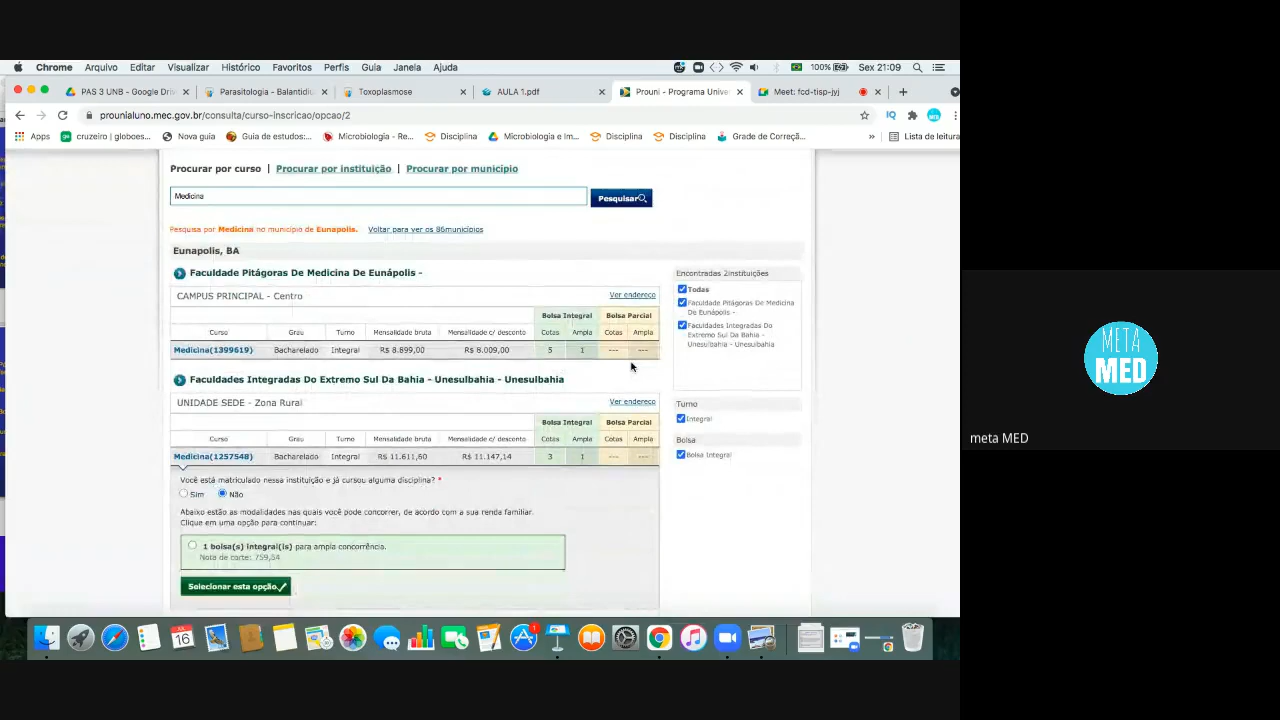 Chrome Arquivo Editar Visualizar Histórico Favoritos Perfis Guia Janela Ajuda 100% Sex 21:09
PAS 3 UNB - Google Dri Parasitologia - Balantidiu Toxoplasmose AULA 1.pdf Prouni - Programa Unive Meet: fcd-tisp-jyj
prounialuno.mec.gov.br/consulta/curso-inscricao/opcao/2
Apps cruzeiro | globoes... Nova guia Guia de estudos:... Microbiologia - Re... Disciplina Microbiologia e Im... Disciplina Disciplina Grade de Correçã... » Lista de leitura
Procurar por curso | Procurar por instituição | Procurar por município
Medicina
Pesquisar
Pesquisa por Medicina no município de Eunapolis. Voltar para ver os 86municípios
Eunapolis, BA
Faculdade Pitágoras De Medicina De Eunápolis -
CAMPUS PRINCIPAL - Centro Ver endereço
Bolsa Integral Bolsa Parcial
Curso Grau Turno Mensalidade bruta Mensalidade c/ desconto Cotas Ampla Cotas Ampla
Medicina(1399619) Bacharelado Integral R$ 8.899,00 R$ 8.009,00 5 1 --- ---
Faculdades Integradas Do Extremo Sul Da Bahia - Unesulbahia - Unesulbahia
UNIDADE SEDE - Zona Rural Ver endereço
Bolsa Integral Bolsa Parcial
Curso Grau Turno Mensalidade bruta Mensalidade c/ desconto Cotas Ampla Cotas Ampla
Medicina(1257548) Bacharelado Integral R$ 11.611,60 R$ 11.147,14 3 1 --- ---
Você está matriculado nessa instituição e já cursou alguma disciplina? *
Sim Não
Abaixo estão as modalidades nas quais você pode concorrer, de acordo com a sua renda familiar.
Clique em uma opção para continuar:
1 bolsa(s) integral(is) para ampla concorrência.
Nota de corte: 759,54
Selecionar esta opção
Encontradas 2instituições
Todas
Faculdade Pitágoras De Medicina
De Eunápolis -
Faculdades Integradas Do
Extremo Sul Da Bahia -
Unesulbahia - Unesulbahia
Turno
Integral
Bolsa
Bolsa Integral
16
1
META
MED
meta MED